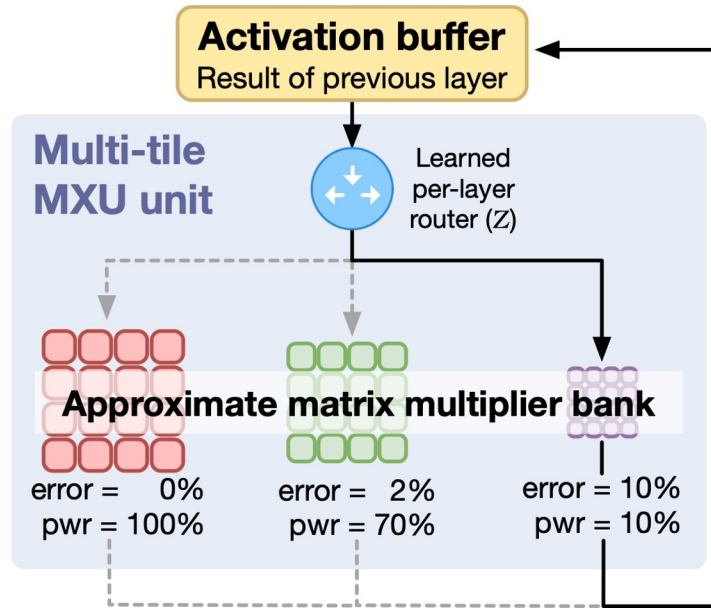 Activation buffer
Result of previous layer
Multi-tile
MXU unit
Learned
per-layer
router (Z)
Approximate matrix multiplier bank
error = 0%
pwr = 100%
error = 2%
pwr = 70%
error = 10%
pwr = 10%